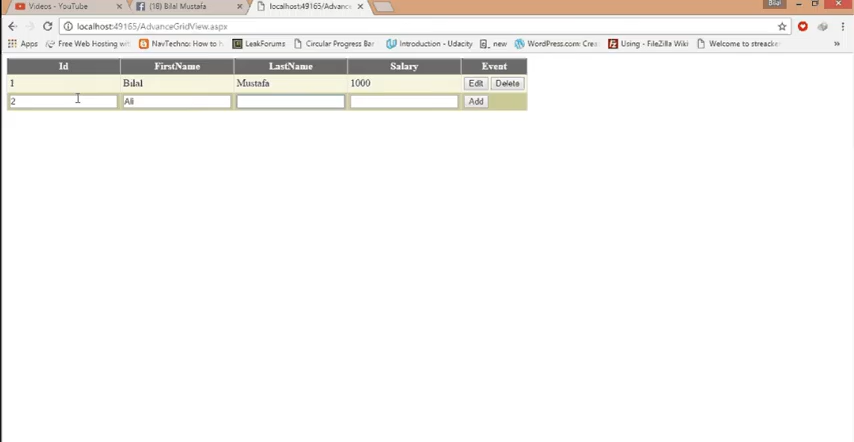 Videos - YouTube
(18) Bilal Mustafa
localhost:49165/Advance
Bilal
localhost:49165/AdvanceGridView.aspx
Apps
Free Web Hosting wit
NavTechno: How to h
LeakForums
Circular Progress Bar
Introduction - Udacity
new
WordPress.com Crea
Using - FileZilla Wiki
Welcome to streacker
»
Id FirstName LastName Salary Event
1 Bilal Mustafa 1000 Edit Delete
2 Ali Add